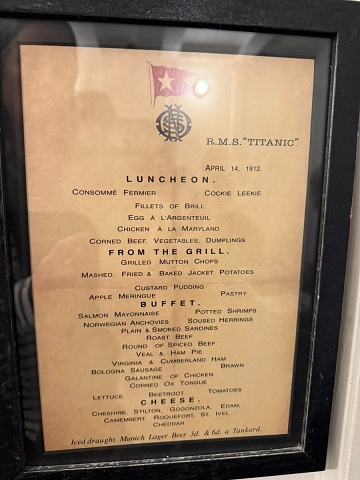 R.M.S. "TITANIC".
APRIL 14, 1912.
LUNCHEON.
CONSOMMÉ FERMIER COCKIE LEEKIE
FILLETS OF BRILL
EGG À L'ARGENTEUIL
CHICKEN À LA MARYLAND
CORNED BEEF, VEGETABLES, DUMPLINGS
FROM THE GRILL.
GRILLED MUTTON CHOPS
MASHED, FRIED & BAKED JACKET POTATOES
CUSTARD PUDDING
APPLE MERINGUE PASTRY
BUFFET.
SALMON MAYONNAISE POTTED SHRIMPS
NORWEGIAN ANCHOVIES SOUSED HERRINGS
PLAIN & SMOKED SARDINES
ROAST BEEF
ROUND OF SPICED BEEF
VEAL & HAM PIE
VIRGINIA & CUMBERLAND HAM
BOLOGNA SAUSAGE BRAWN
GALANTINE OF CHICKEN
CORNED OX TONGUE
LETTUCE BEETROOT TOMATOES
CHEESE.
CHESHIRE, STILTON, GOGONZOLA, EDAM,
CAMEMBERT, ROQUEFORT, ST. IVEL,
CHEDDAR
Iced draught Munich Lager Beer 3d. & 6d. a Tankard.